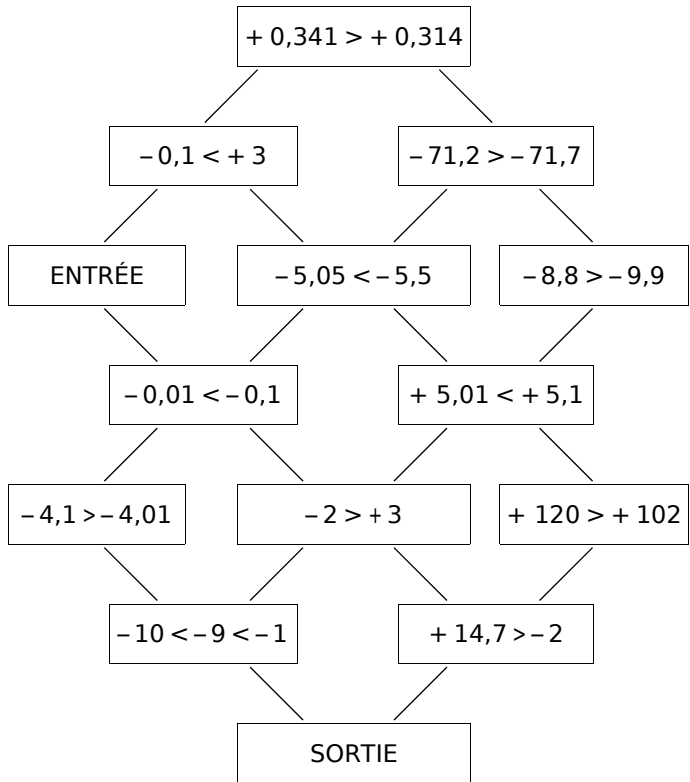 + 0,341 > + 0,314
– 0,1 < + 3
– 71,2 > – 71,7
ENTRÉE
– 5,05 < – 5,5
– 8,8 > – 9,9
– 0,01 < – 0,1
+ 5,01 < + 5,1
– 4,1 > – 4,01
– 2 > + 3
+ 120 > + 102
– 10 < – 9 < – 1
+ 14,7 > – 2
SORTIE